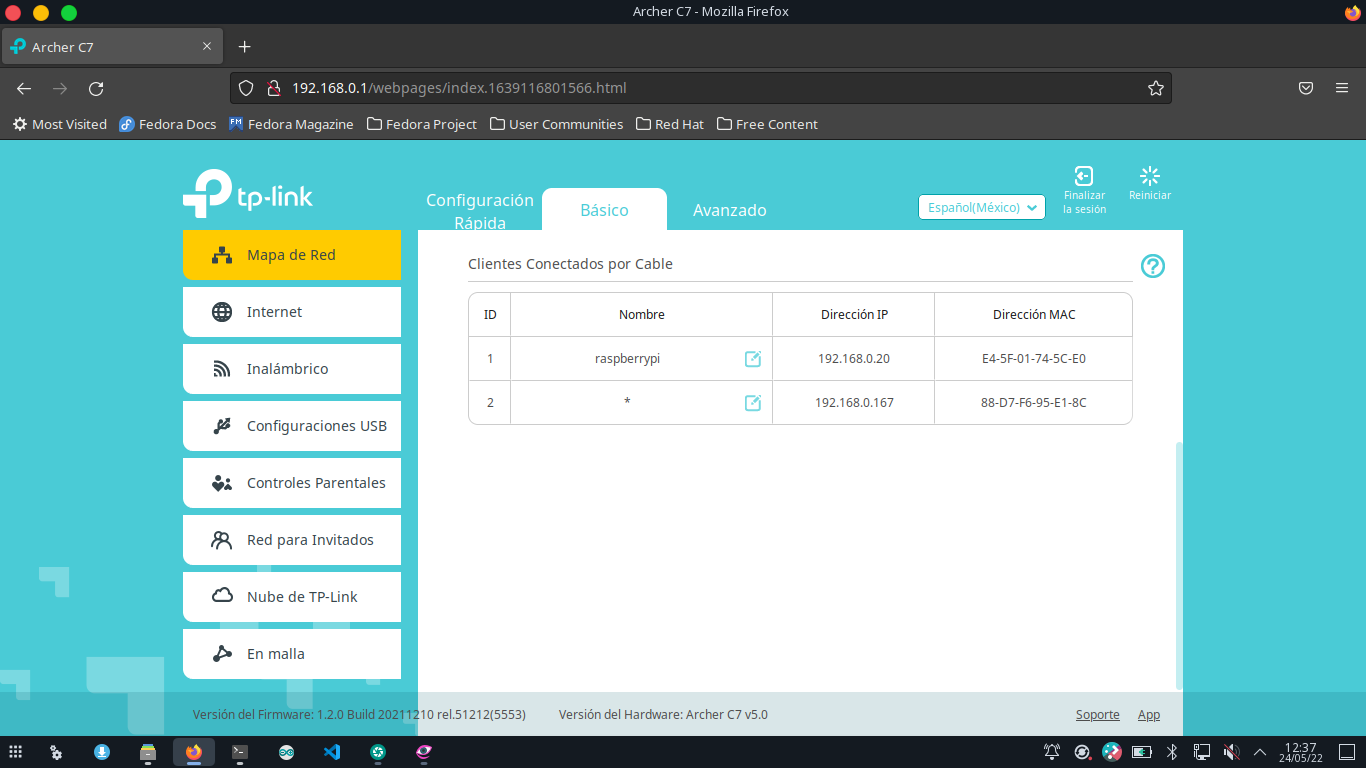 Archer C7 - Mozilla Firefox
Archer C7
192.168.0.1/webpages/index.1639116801566.html
Most Visited Fedora Docs Fedora Magazine Fedora Project User Communities Red Hat Free Content
tp-link
Configuración
Rápida
Básico
Avanzado
Español(México)
Finalizar
la sesión
Reiniciar
Mapa de Red
Internet
Inalámbrico
Configuraciones USB
Controles Parentales
Red para Invitados
Nube de TP-Link
En malla
Clientes Conectados por Cable
ID Nombre Dirección IP Dirección MAC
1 raspberrypi 192.168.0.20 E4-5F-01-74-5C-E0
2 * 192.168.0.167 88-D7-F6-95-E1-8C
Versión del Firmware: 1.2.0 Build 20211210 rel.51212(5553) Versión del Hardware: Archer C7 v5.0 Soporte App
12:37
24/05/22